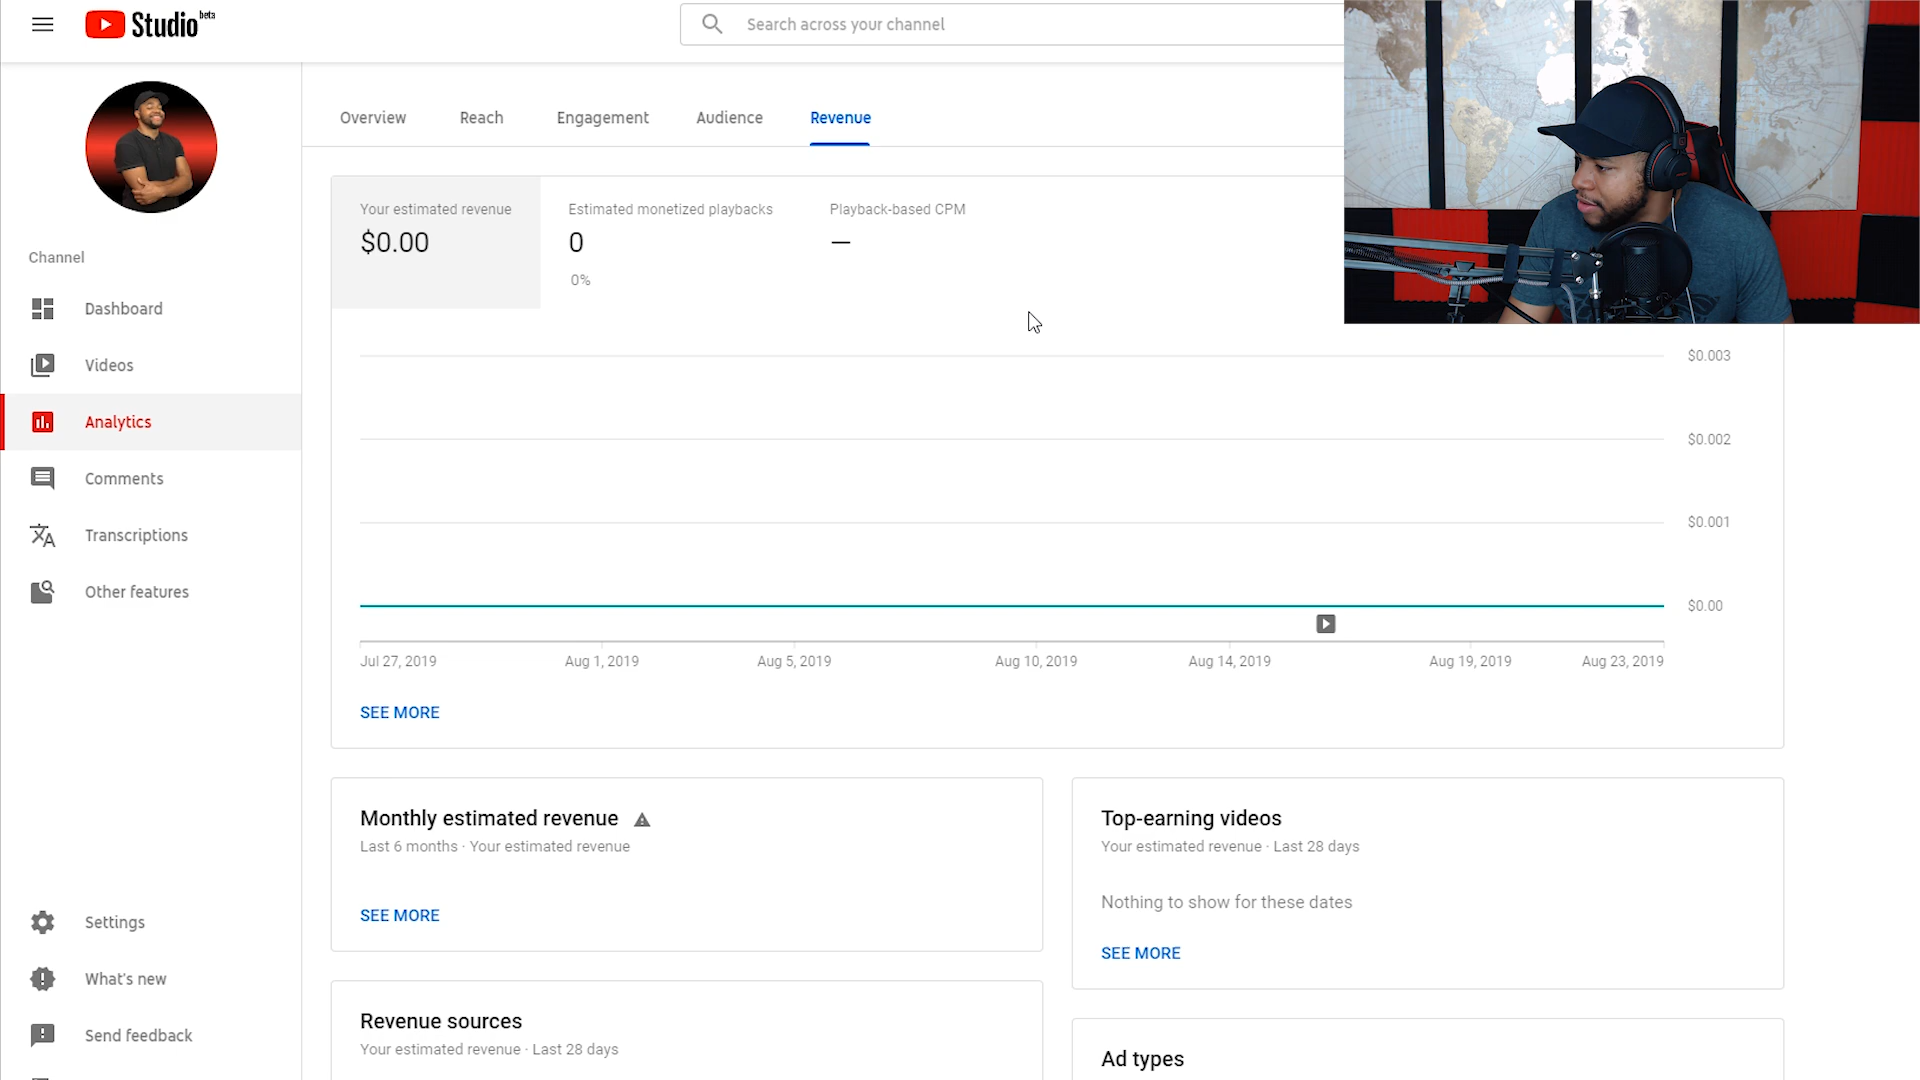 Studio beta
Search across your channel
Overview
Reach
Engagement
Audience
Revenue
Your estimated revenue
$0.00
Estimated monetized playbacks
0
0%
Playback-based CPM
—
Channel
Dashboard
Videos
Analytics
Comments
Transcriptions
Other features
Settings
What's new
Send feedback
$0.003
$0.002
$0.001
$0.00
Jul 27, 2019
Aug 1, 2019
Aug 5, 2019
Aug 10, 2019
Aug 14, 2019
Aug 19, 2019
Aug 23, 2019
SEE MORE
Monthly estimated revenue
Last 6 months · Your estimated revenue
SEE MORE
Top-earning videos
Your estimated revenue · Last 28 days
Nothing to show for these dates
SEE MORE
Revenue sources
Your estimated revenue · Last 28 days
Ad types